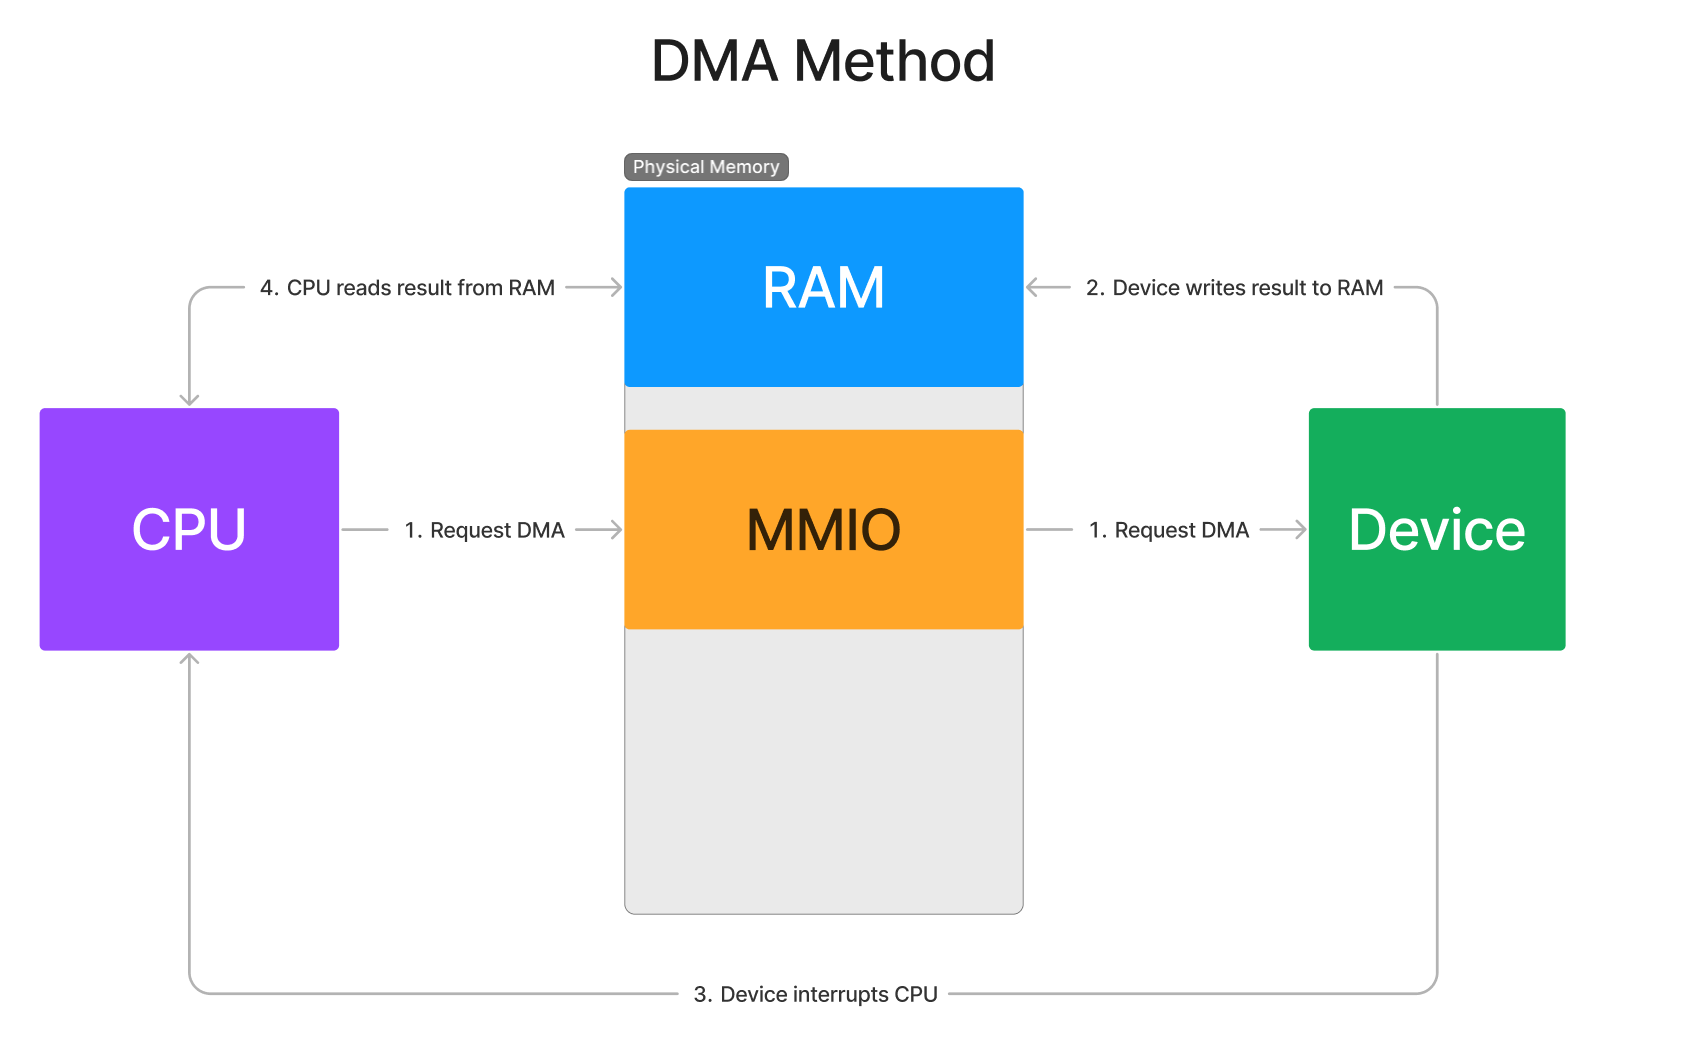 DMA Method
Physical Memory
RAM
4. CPU reads result from RAM
2. Device writes result to RAM
CPU
1. Request DMA
MMIO
1. Request DMA
Device
3. Device interrupts CPU